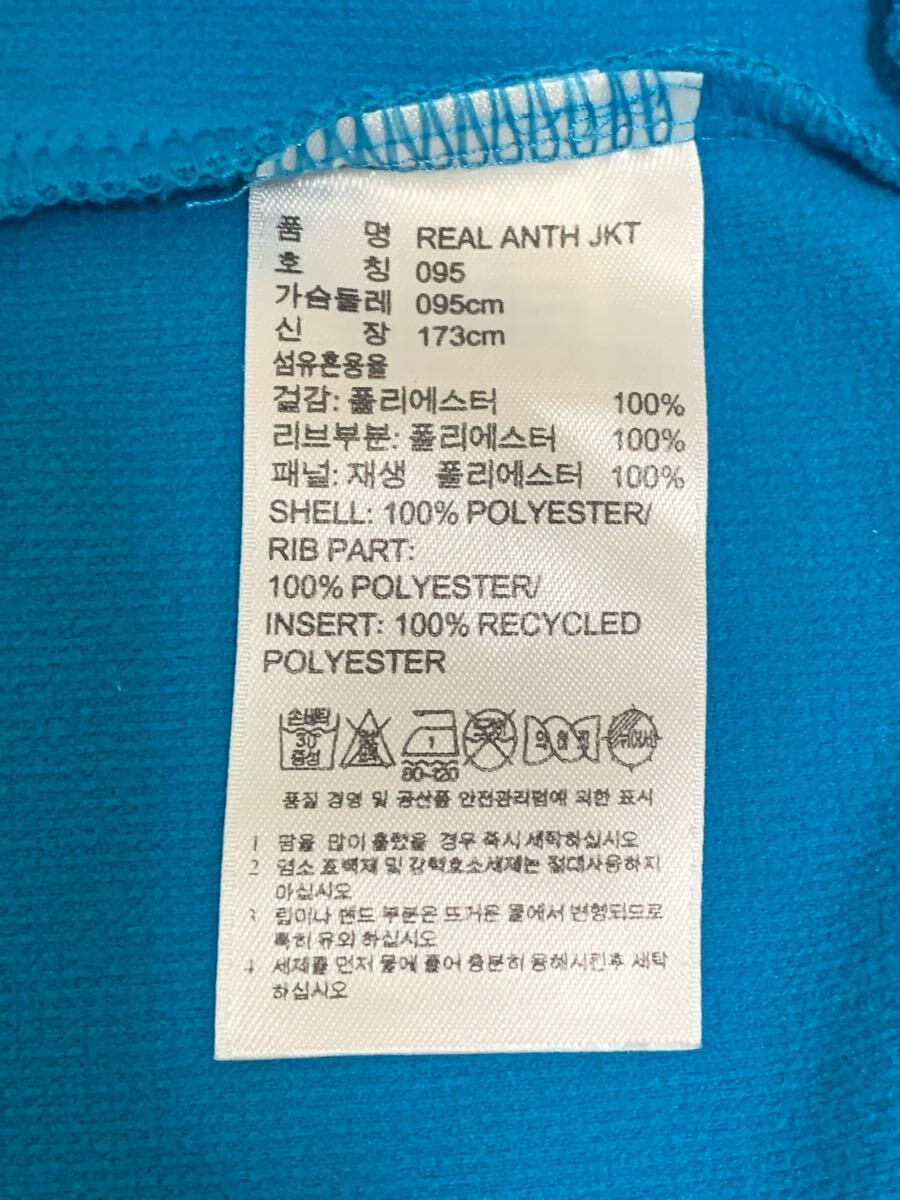 품 명 REAL ANTH JKT
호 칭 095
가슴둘레 095cm
신 장 173cm
섬유혼용율
겉감: 폴리에스터 100%
리브부분: 폴리에스터 100%
패널: 재생 폴리에스터 100%
SHELL: 100% POLYESTER/
RIB PART:
100% POLYESTER/
INSERT: 100% RECYCLED
POLYESTER
손세탁 30° 중성
1 80~120
약하게
뉘어서
품질 경영 및 공산품 안전관리법에 의한 표시
1 땀을 많이 흘렸을 경우 즉시 세탁하십시오
2 염소 표백제 및 강력효소세제는 절대사용하지
마십시오
3 립이나 밴드 부분은 뜨거운 물에서 변형되므로
특히 유의 하십시오
4 세제를 먼저 물에 풀어 충분히 용해시킨후 세탁
하십시오